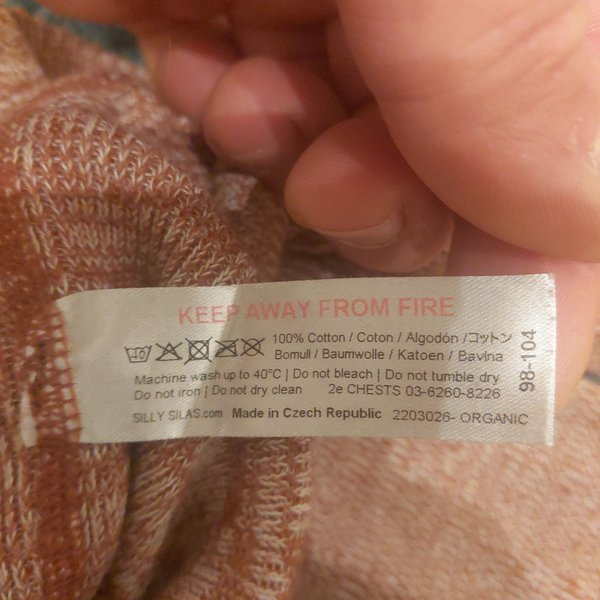 KEEP AWAY FROM FIRE
40
100% Cotton / Coton / Algodón /コットン
Bomull / Baumwolle / Katoen / Bavlna
Machine wash up to 40°C | Do not bleach | Do not tumble dry
Do not iron | Do not dry clean 2e CHESTS 03-6260-8226
SILLY SILAS.com Made in Czech Republic 2203026- ORGANIC
98-104